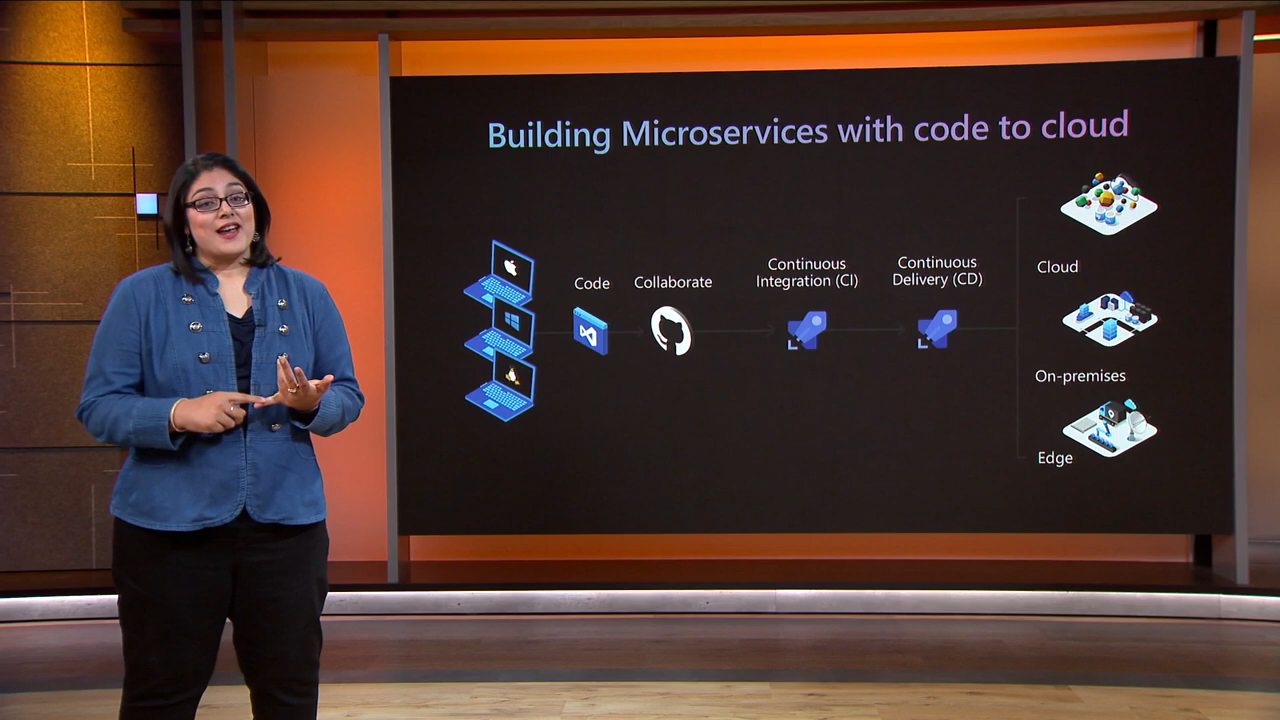 Building Microservices with code to cloud
Code
Collaborate
Continuous
Integration (CI)
Continuous
Delivery (CD)
Cloud
On-premises
Edge